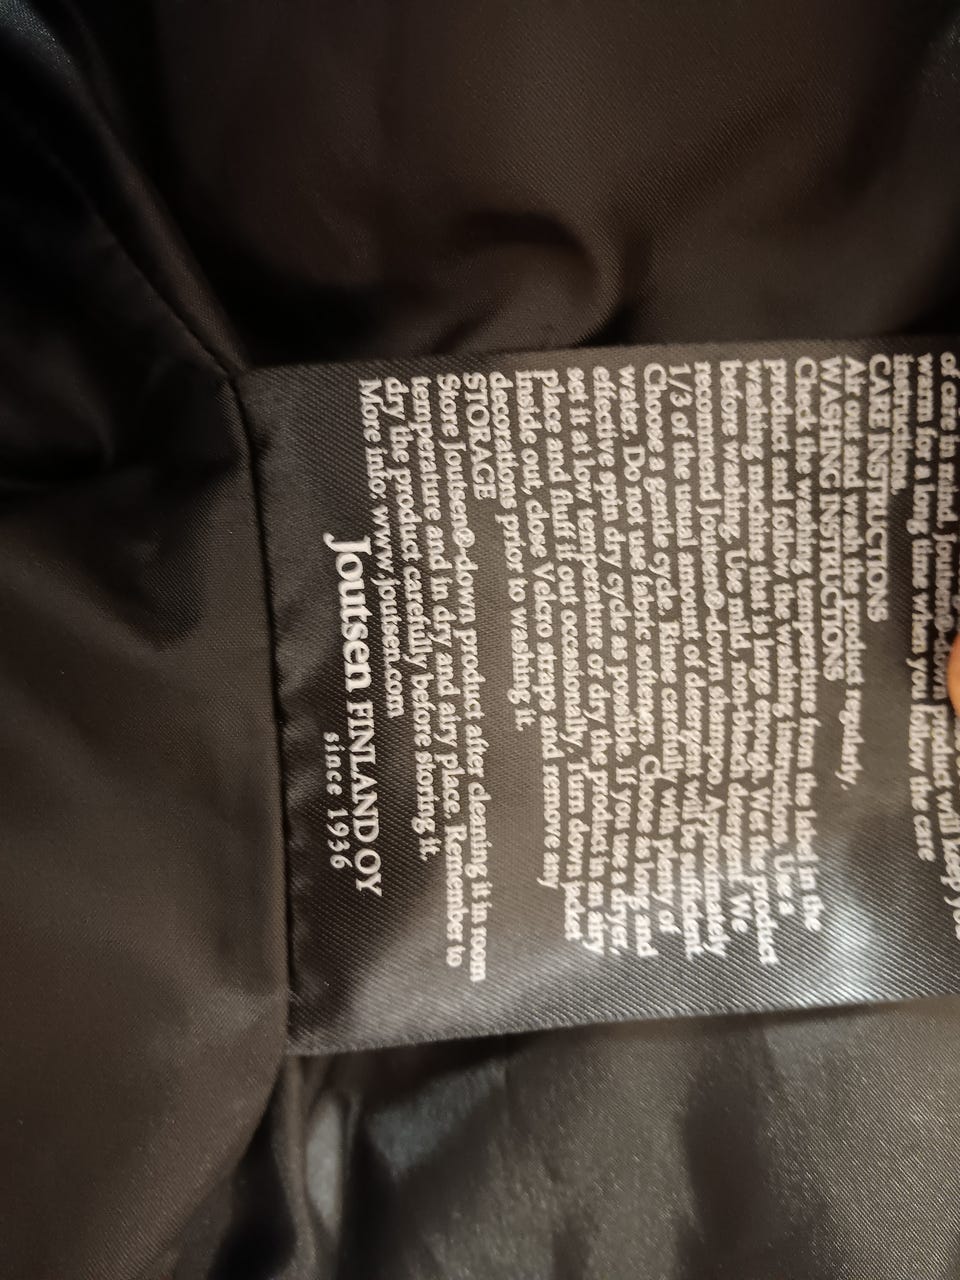 of care in mind. Joutsen®-down product will keep you
warm for a long time when you follow the care
instructions.
CARE INSTRUCTIONS
Air out and wash the product regularly.
WASHING INSTRUCTIONS
Check the washing temperature from the label in the
product and follow the washing instructions. Use a
washing machine that is large enough. Wet the product
before washing. Use mild, non-bleach detergent. We
recommend Joutsen®-down shampoo. Approximately
1/3 of the usual amount of detergent will be sufficient.
Choose a gentle cycle. Rinse carefully with plenty of
water. Do not use fabric softeners. Choose as long and
effective spin dry cycle as possible. If you use a dryer,
set it at low temperature or dry the product in an airy
place and fluff it out occasionally. Turn down jacket
inside out, close Velcro straps and remove any
decorations prior to washing it.
STORAGE
Store Joutsen®-down product after cleaning it in room
temperature and in dry and airy place. Remember to
dry the product carefully before storing it.
More info: www.joutsen.com
Joutsen FINLAND OY
since 1936